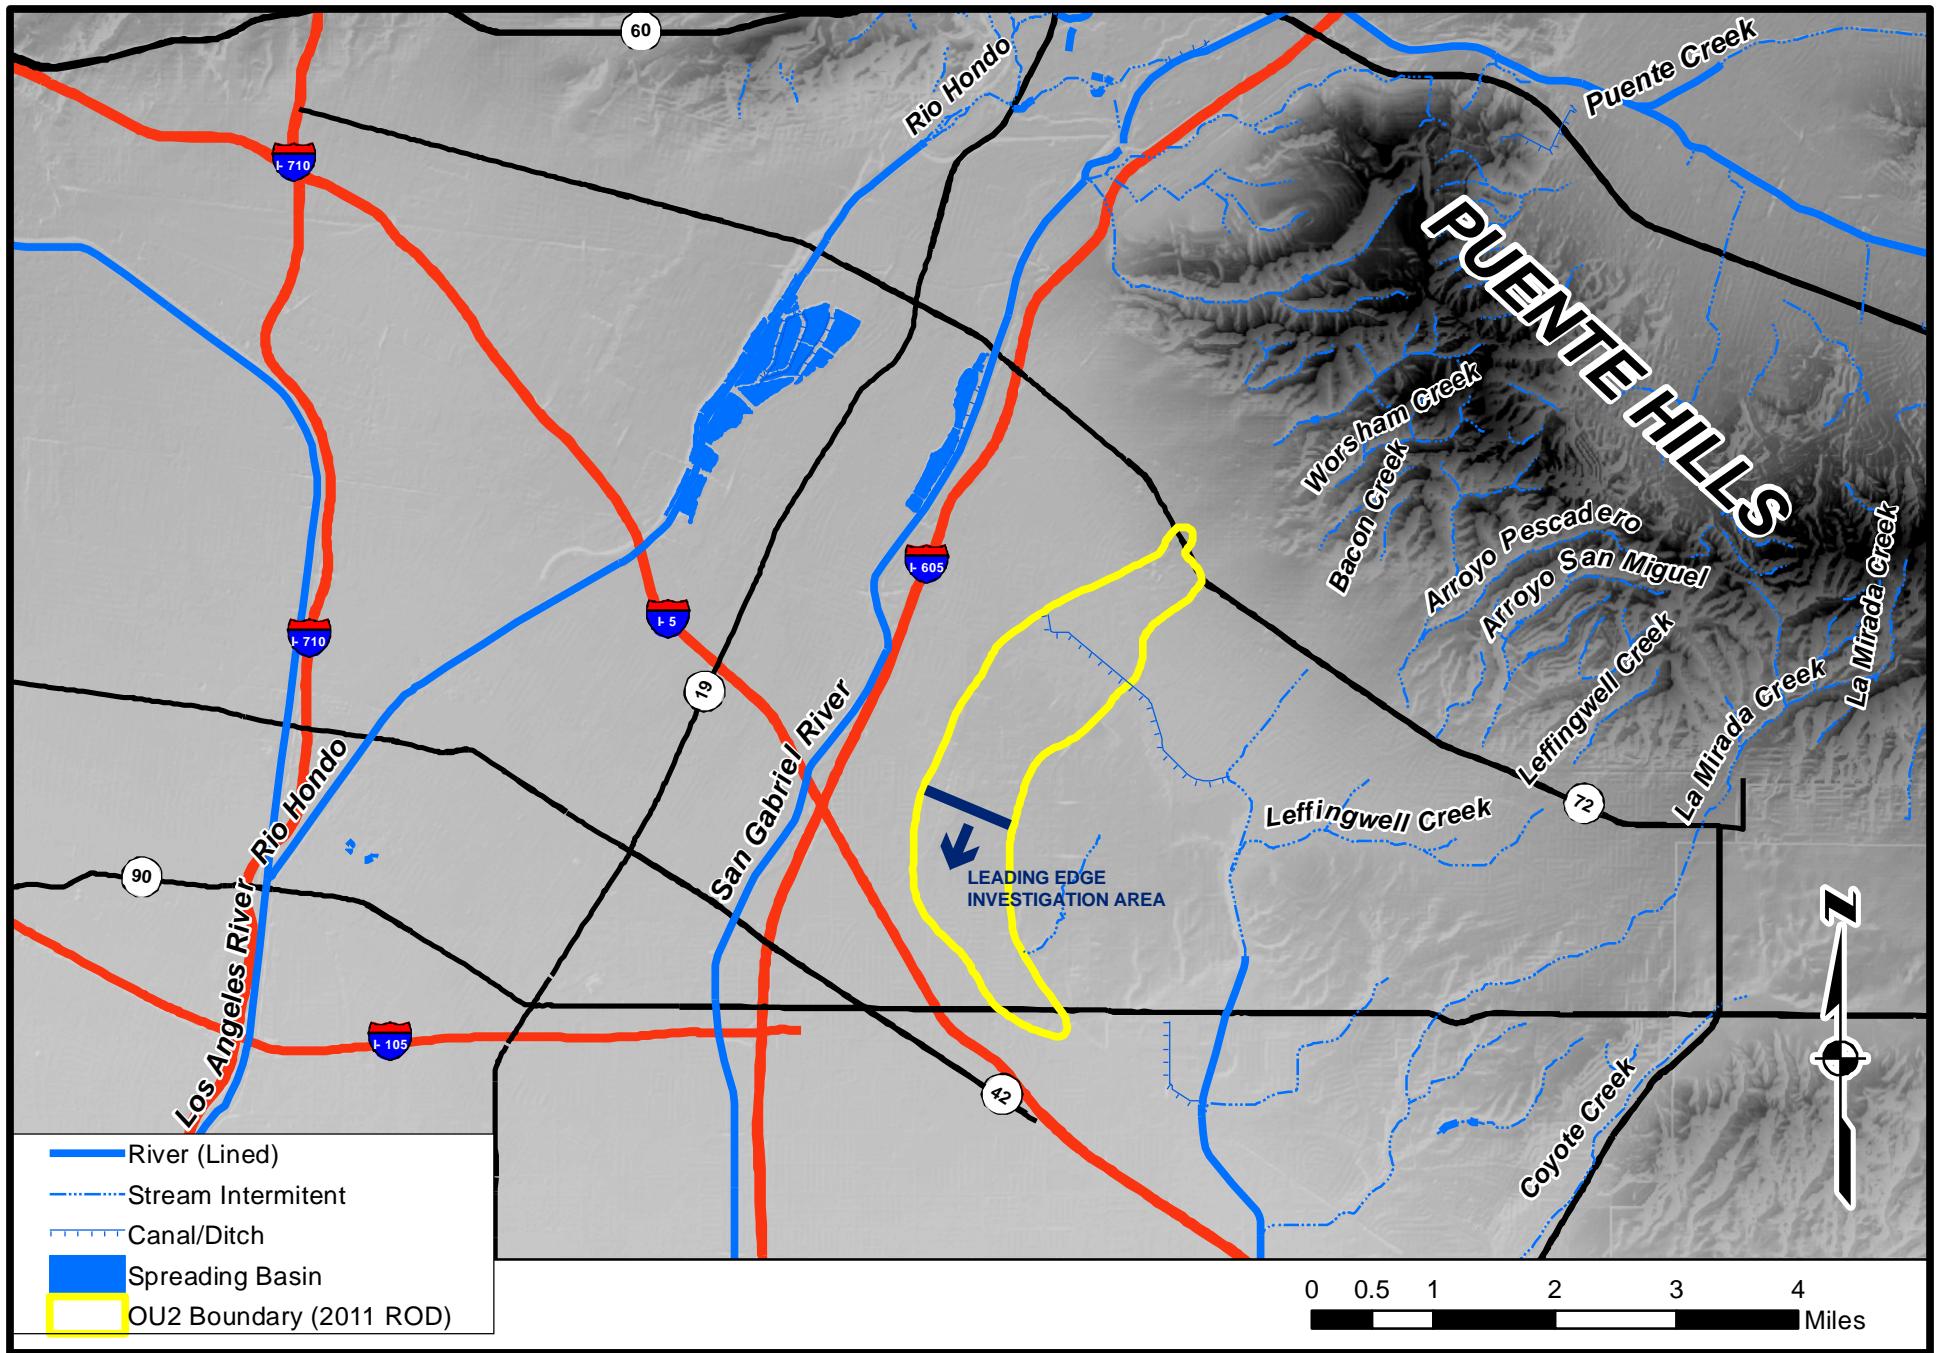 60
Puente Creek
Rio Hondo
I- 710
PUENTE HILLS
Worsham Creek
Bacon Creek
Arroyo Pescadero
Arroyo San Miguel
La Mirada Creek
I- 605
I- 5
I- 710
19
Leffingwell Creek
La Mirada Creek
San Gabriel River
Rio Hondo
Leffingwell Creek
72
90
LEADING EDGE
INVESTIGATION AREA
Los Angeles River
N
I- 105
42
Coyote Creek
River (Lined)
Stream Intermitent
Canal/Ditch
Spreading Basin
OU2 Boundary (2011 ROD)
0 0.5 1 2 3 4
Miles